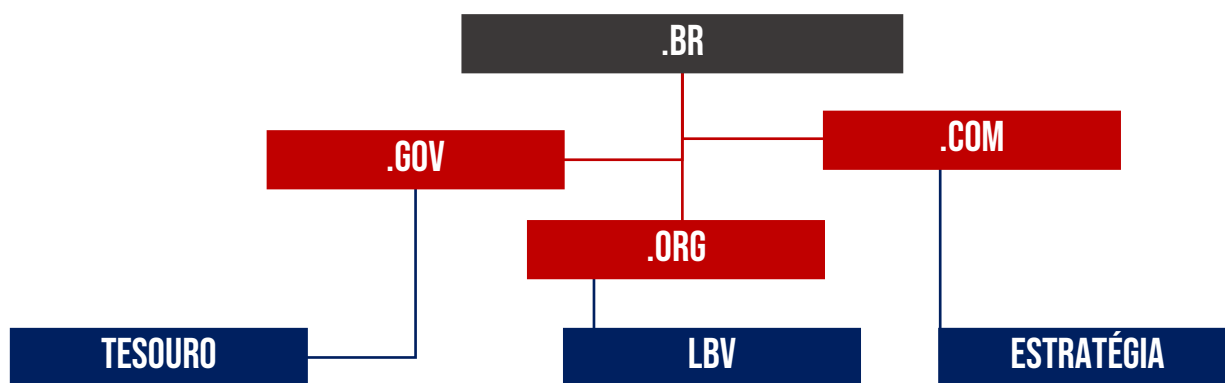 .BR
.COM
.GOV
.ORG
TESOURO
LBV
ESTRATÉGIA